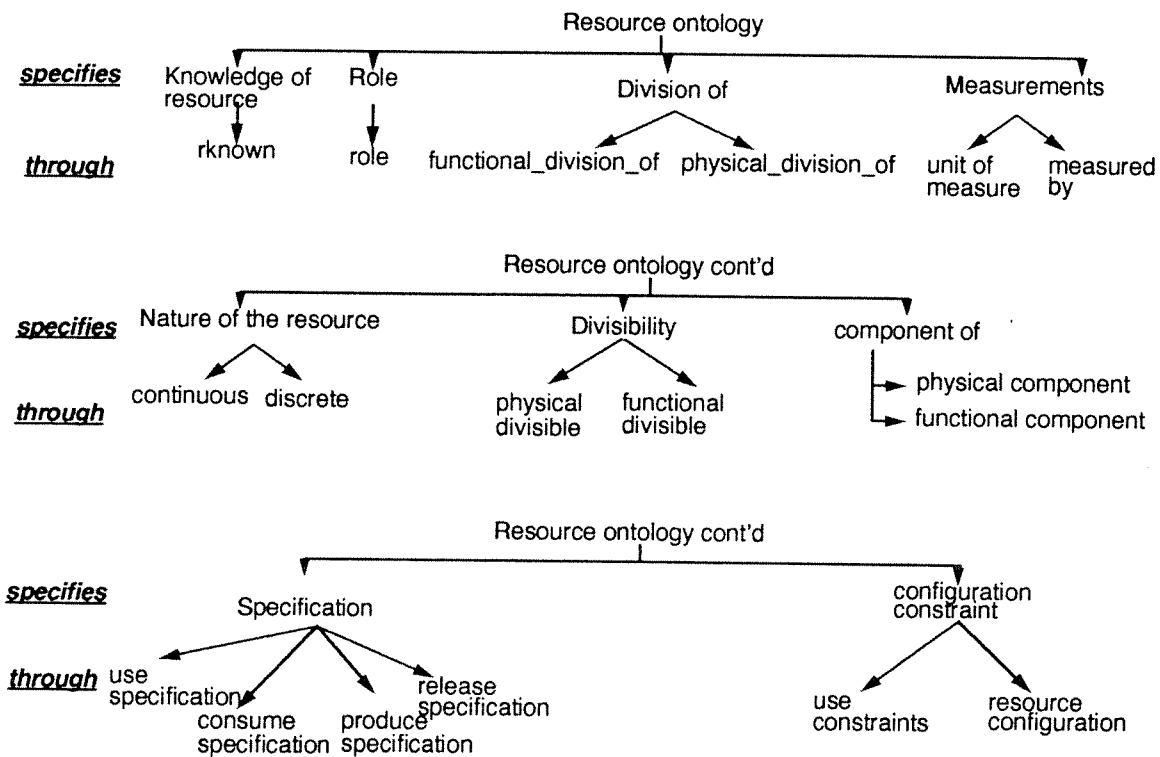 Resource ontology
specifies
Knowledge of
resource
Role
Division of
Measurements
through
rknown
role
functional_division_of
physical_division_of
unit of
measure
measured
by
Resource ontology cont'd
specifies
Nature of the resource
Divisibility
component of
through
continuous
discrete
physical
divisible
functional
divisible
physical component
functional component
Resource ontology cont'd
specifies
Specification
configuration
constraint
through
use
specification
consume
specification
produce
specification
release
specification
use
constraints
resource
configuration